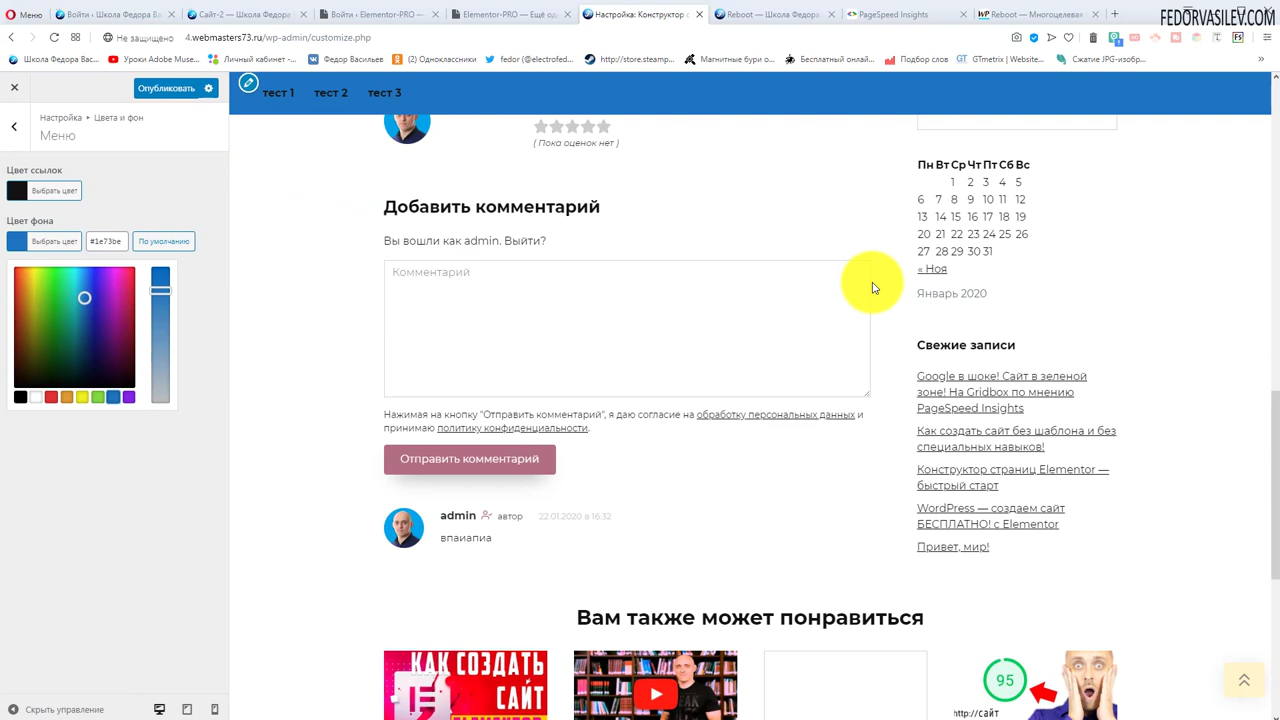 FEDORVASILEV.COM
Меню
Войти ‹ Школа Федора Ва
Сайт-2 — Школа Федора
Войти ‹ Elementor-PRO —
Elementor-PRO — Ещё од
Настройка: Конструктор с
Reboot — Школа Федора
PageSpeed Insights
Reboot — Многоцелевая
88
Не защищено
4.webmasters73.ru/wp-admin/customize.php
Школа Федора Вас...
Уроки Adobe Muse...
Личный кабинет -...
Федор Васильев
(2) Одноклассники
fedor (@electrofed...
http://store.steamp...
Магнитные бури о...
Бесплатный онлай...
Подбор слов
GTmetrix | Website...
Сжатие JPG-изобр...
Опубликовать
Настройка ▸ Цвета и фон
Меню
Цвет ссылок
Выбрать цвет
Цвет фона
Выбрать цвет
#1e73be
По умолчанию
Скрыть управление
тест 1
тест 2
тест 3
( Пока оценок нет )
Добавить комментарий
Вы вошли как admin. Выйти?
Комментарий
Нажимая на кнопку "Отправить комментарий", я даю согласие на обработку персональных данных и
принимаю политику конфиденциальности.
Отправить комментарий
admin автор 22.01.2020 в 16:32
впаиапиа
Пн Вт Ср Чт Пт Сб Вс
1 2 3 4 5
6 7 8 9 10 11 12
13 14 15 16 17 18 19
20 21 22 23 24 25 26
27 28 29 30 31
« Ноя
Январь 2020
Свежие записи
Google в шоке! Сайт в зеленой
зоне! На Gridbox по мнению
PageSpeed Insights
Как создать сайт без шаблона и без
специальных навыков!
Конструктор страниц Elementor —
быстрый старт
WordPress — создаем сайт
БЕСПЛАТНО! с Elementor
Привет, мир!
Вам также может понравиться
КАК СОЗДАТЬ
САЙТ
95
http://сайт